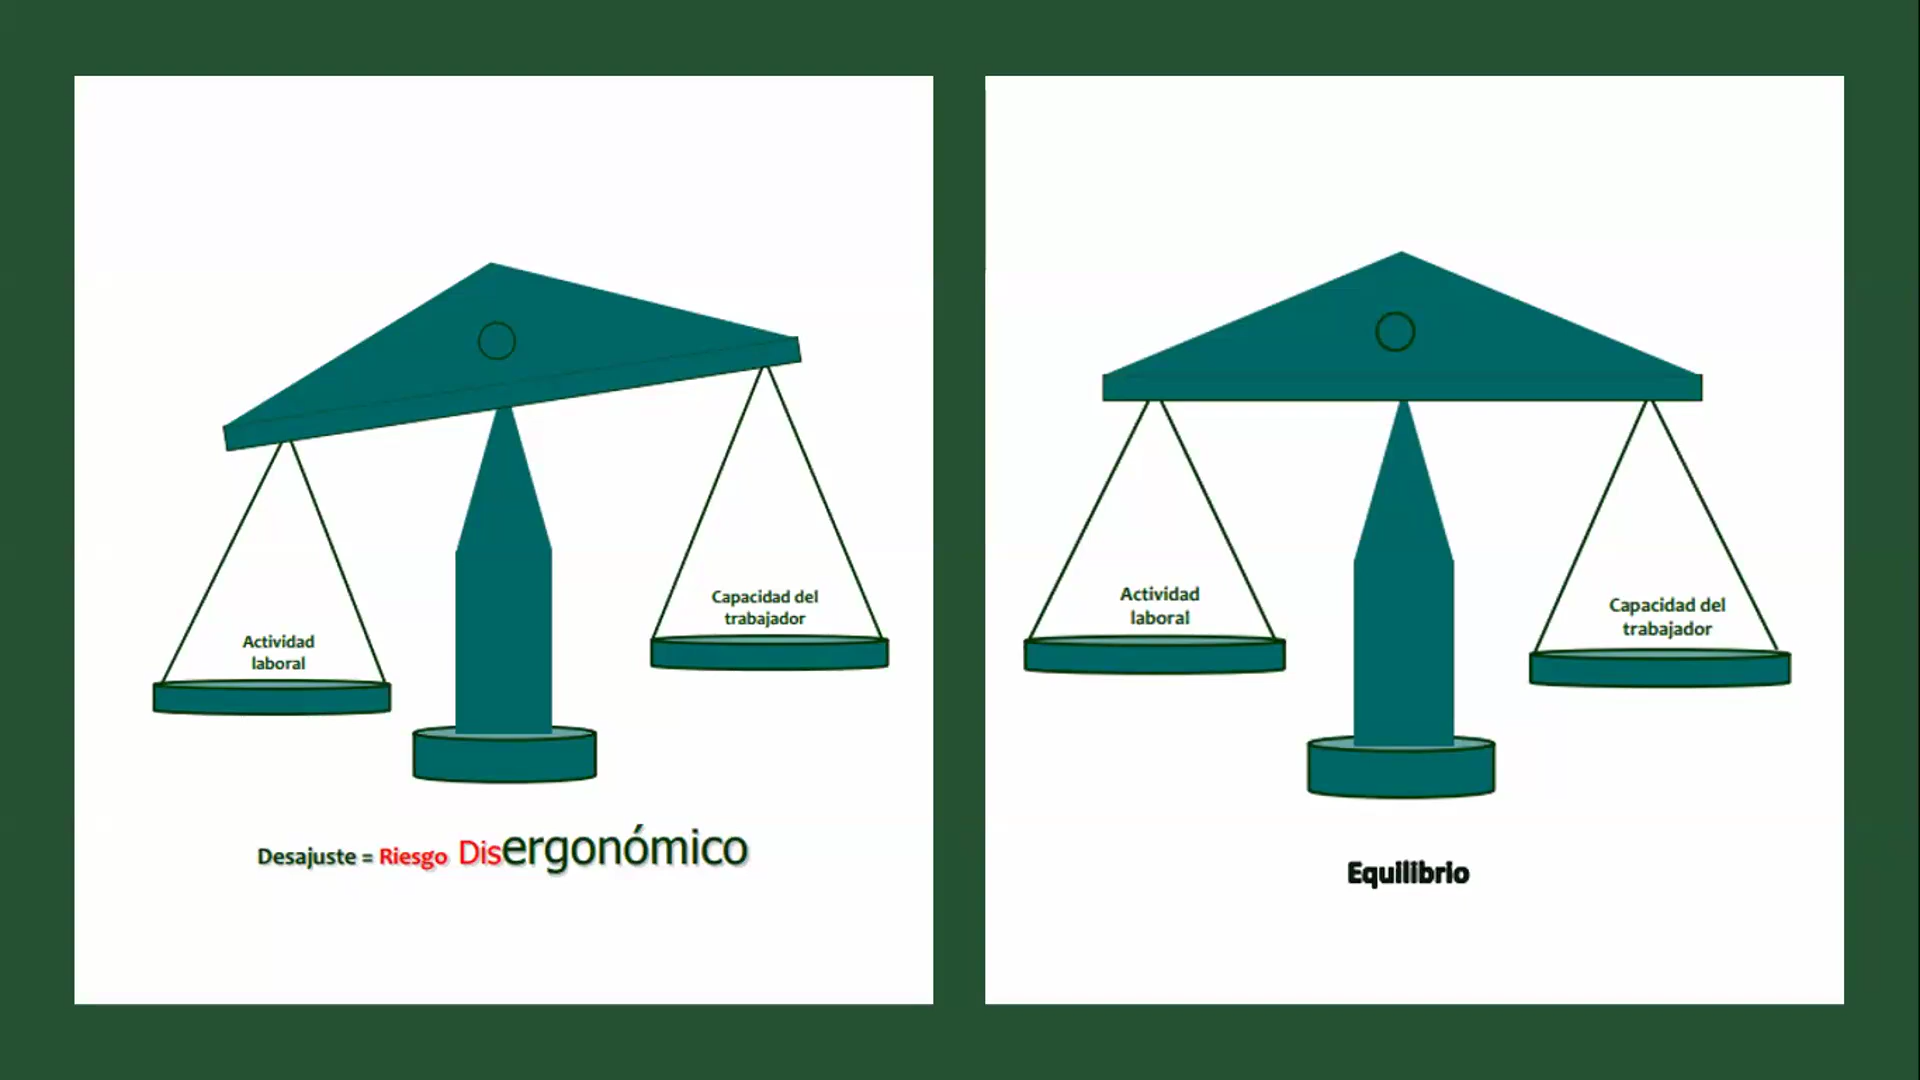 Capacidad del
trabajador
Actividad
laboral
Desajuste = Riesgo Disergonómico
Actividad
laboral
Capacidad del
trabajador
Equilibrio